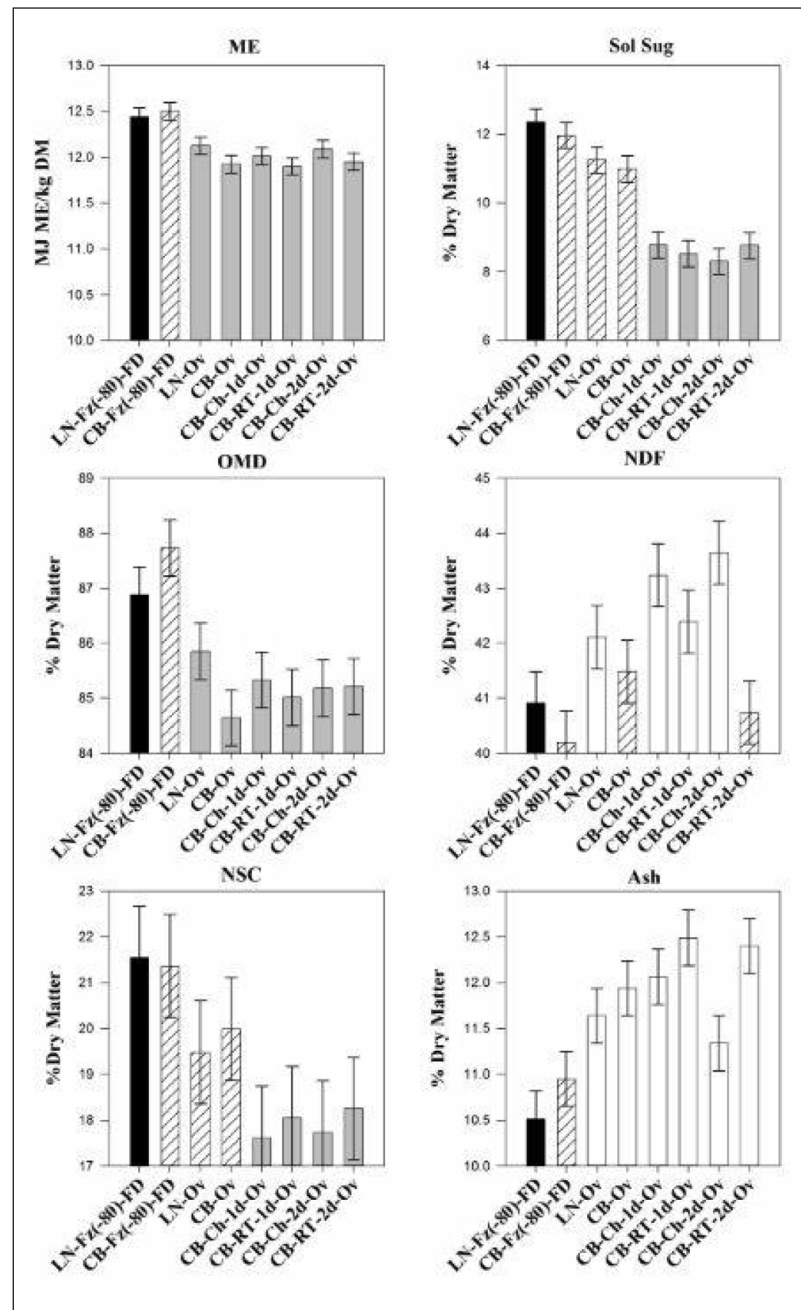 ME
MJ ME/kg DM
13.0
12.5
12.0
11.5
11.0
10.5
10.0
LN-Fz(-80)-FD
CB-Fz(-80)-FD
LN-Ov
CB-Ov
CB-Ch-1d-Ov
CB-RT-1d-Ov
CB-Ch-2d-Ov
CB-RT-2d-Ov
Sol Sug
% Dry Matter
14
12
10
8
6
LN-Fz(-80)-FD
CB-Fz(-80)-FD
LN-Ov
CB-Ov
CB-Ch-1d-Ov
CB-RT-1d-Ov
CB-Ch-2d-Ov
CB-RT-2d-Ov
OMD
% Dry Matter
89
88
87
86
85
84
LN-Fz(-80)-FD
CB-Fz(-80)-FD
LN-Ov
CB-Ov
CB-Ch-1d-Ov
CB-RT-1d-Ov
CB-Ch-2d-Ov
CB-RT-2d-Ov
NDF
% Dry Matter
45
44
43
42
41
40
LN-Fz(-80)-FD
CB-Fz(-80)-FD
LN-Ov
CB-Ov
CB-Ch-1d-Ov
CB-RT-1d-Ov
CB-Ch-2d-Ov
CB-RT-2d-Ov
NSC
%Dry Matter
23
22
21
20
19
18
17
LN-Fz(-80)-FD
CB-Fz(-80)-FD
LN-Ov
CB-Ov
CB-Ch-1d-Ov
CB-RT-1d-Ov
CB-Ch-2d-Ov
CB-RT-2d-Ov
Ash
% Dry Matter
13.0
12.5
12.0
11.5
11.0
10.5
10.0
LN-Fz(-80)-FD
CB-Fz(-80)-FD
LN-Ov
CB-Ov
CB-Ch-1d-Ov
CB-RT-1d-Ov
CB-Ch-2d-Ov
CB-RT-2d-Ov